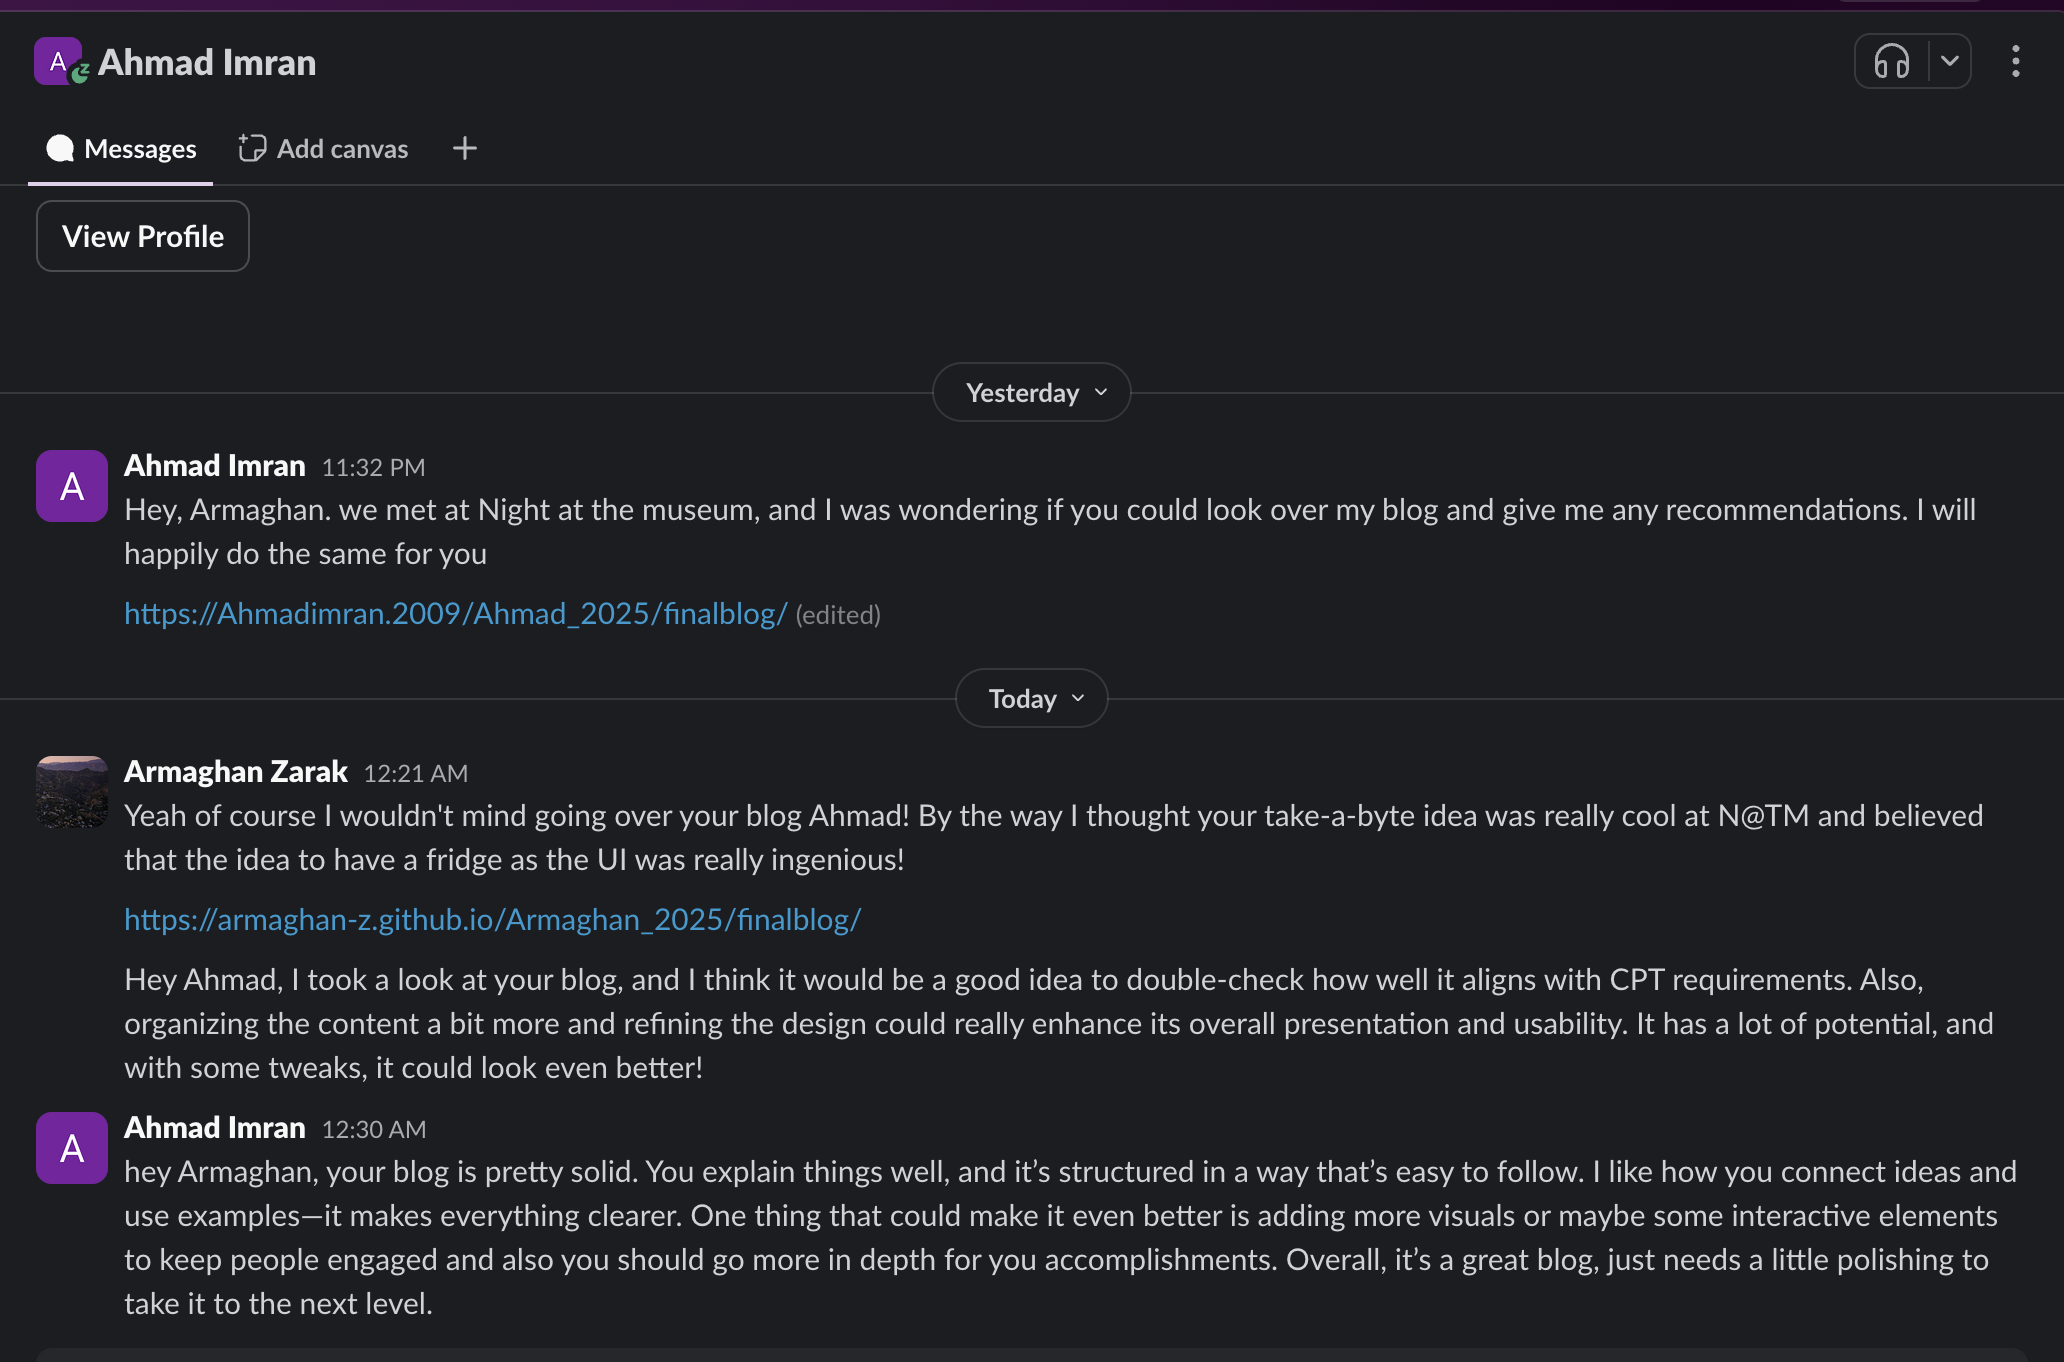 A
Ahmad Imran
Messages
Add canvas
View Profile
Yesterday
A
Ahmad Imran 11:32 PM
Hey, Armaghan. we met at Night at the museum, and I was wondering if you could look over my blog and give me any recommendations. I will
happily do the same for you
https://Ahmadimran.2009/Ahmad_2025/finalblog/ (edited)
Today
Armaghan Zarak 12:21 AM
Yeah of course I wouldn't mind going over your blog Ahmad! By the way I thought your take-a-byte idea was really cool at N@TM and believed
that the idea to have a fridge as the UI was really ingenious!
https://armaghan-z.github.io/Armaghan_2025/finalblog/
Hey Ahmad, I took a look at your blog, and I think it would be a good idea to double-check how well it aligns with CPT requirements. Also,
organizing the content a bit more and refining the design could really enhance its overall presentation and usability. It has a lot of potential, and
with some tweaks, it could look even better!
A
Ahmad Imran 12:30 AM
hey Armaghan, your blog is pretty solid. You explain things well, and it’s structured in a way that’s easy to follow. I like how you connect ideas and
use examples—it makes everything clearer. One thing that could make it even better is adding more visuals or maybe some interactive elements
to keep people engaged and also you should go more in depth for you accomplishments. Overall, it’s a great blog, just needs a little polishing to
take it to the next level.